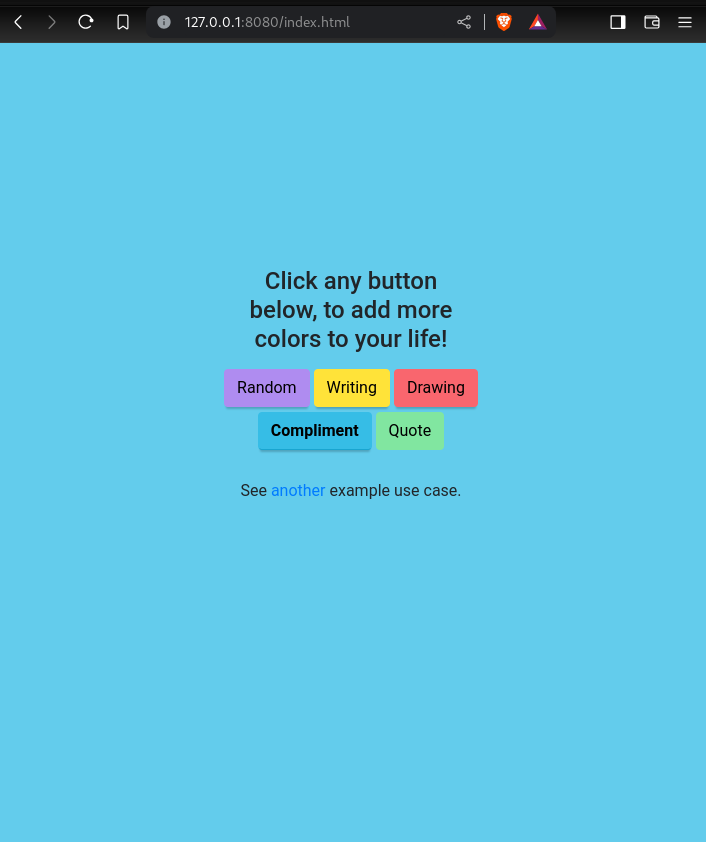 127.0.0.1:8080/index.html
Click any button
below, to add more
colors to your life!
Random Writing Drawing
Compliment Quote
See another example use case.